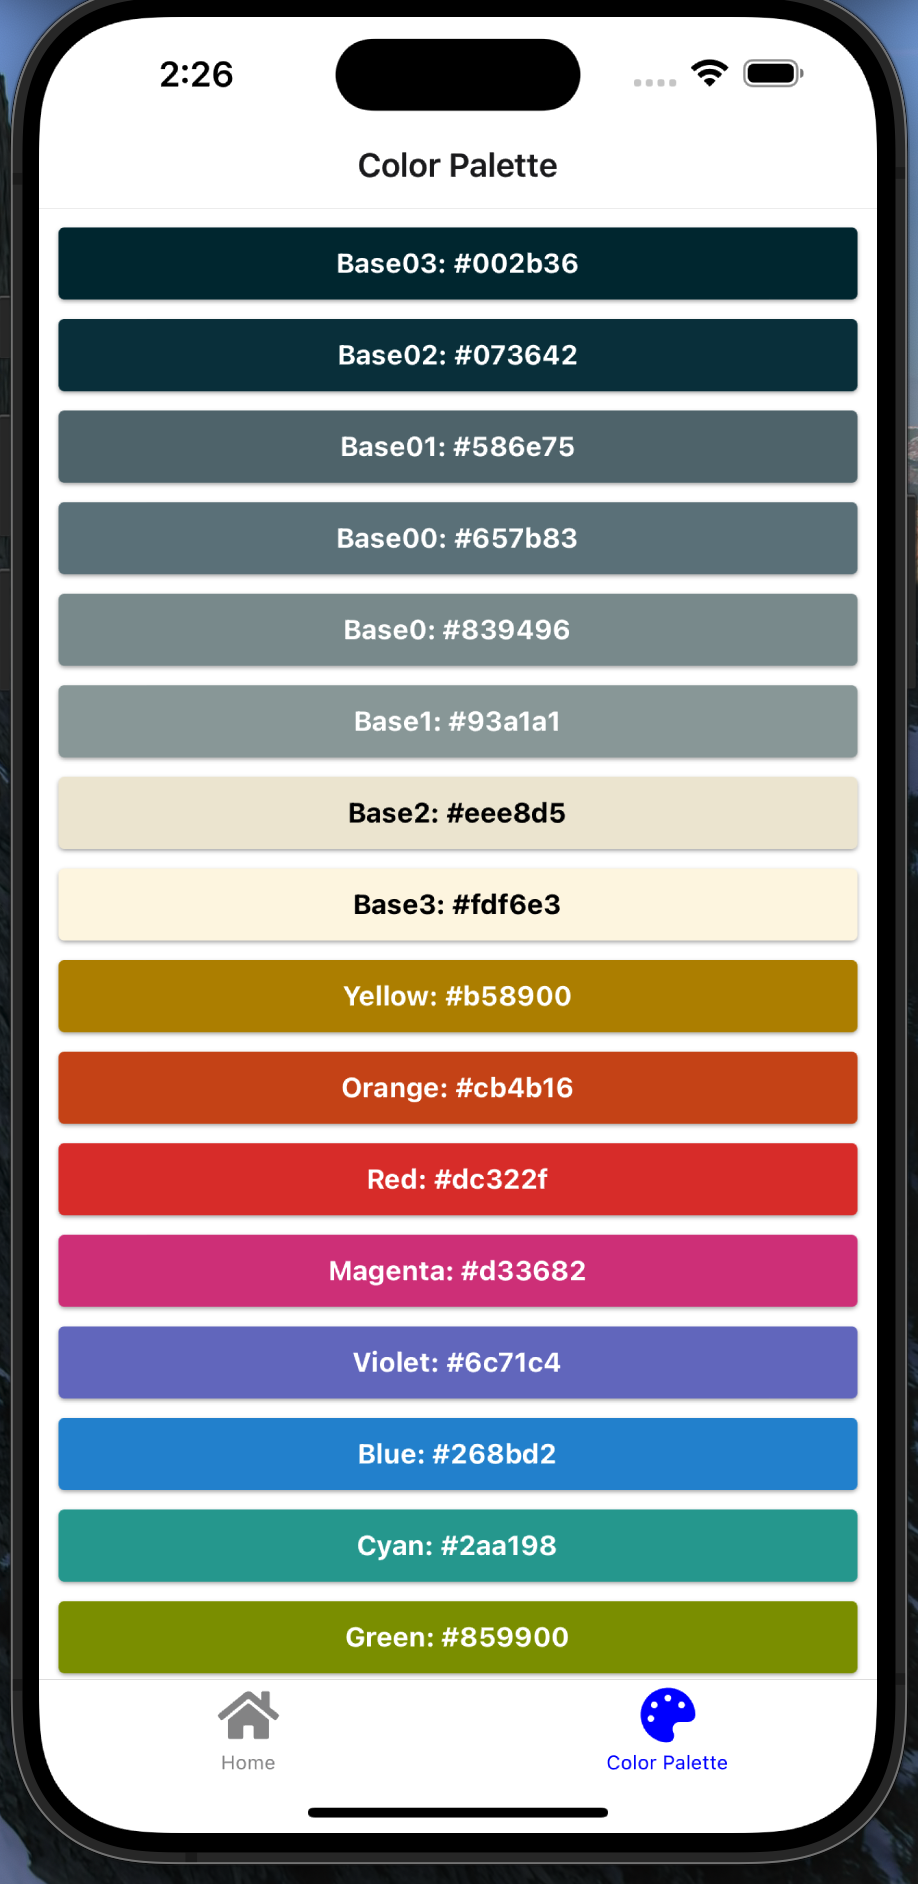 2:26
Color Palette
Base03: #002b36
Base02: #073642
Base01: #586e75
Base00: #657b83
Base0: #839496
Base1: #93a1a1
Base2: #eee8d5
Base3: #fdf6e3
Yellow: #b58900
Orange: #cb4b16
Red: #dc322f
Magenta: #d33682
Violet: #6c71c4
Blue: #268bd2
Cyan: #2aa198
Green: #859900
Home
Color Palette